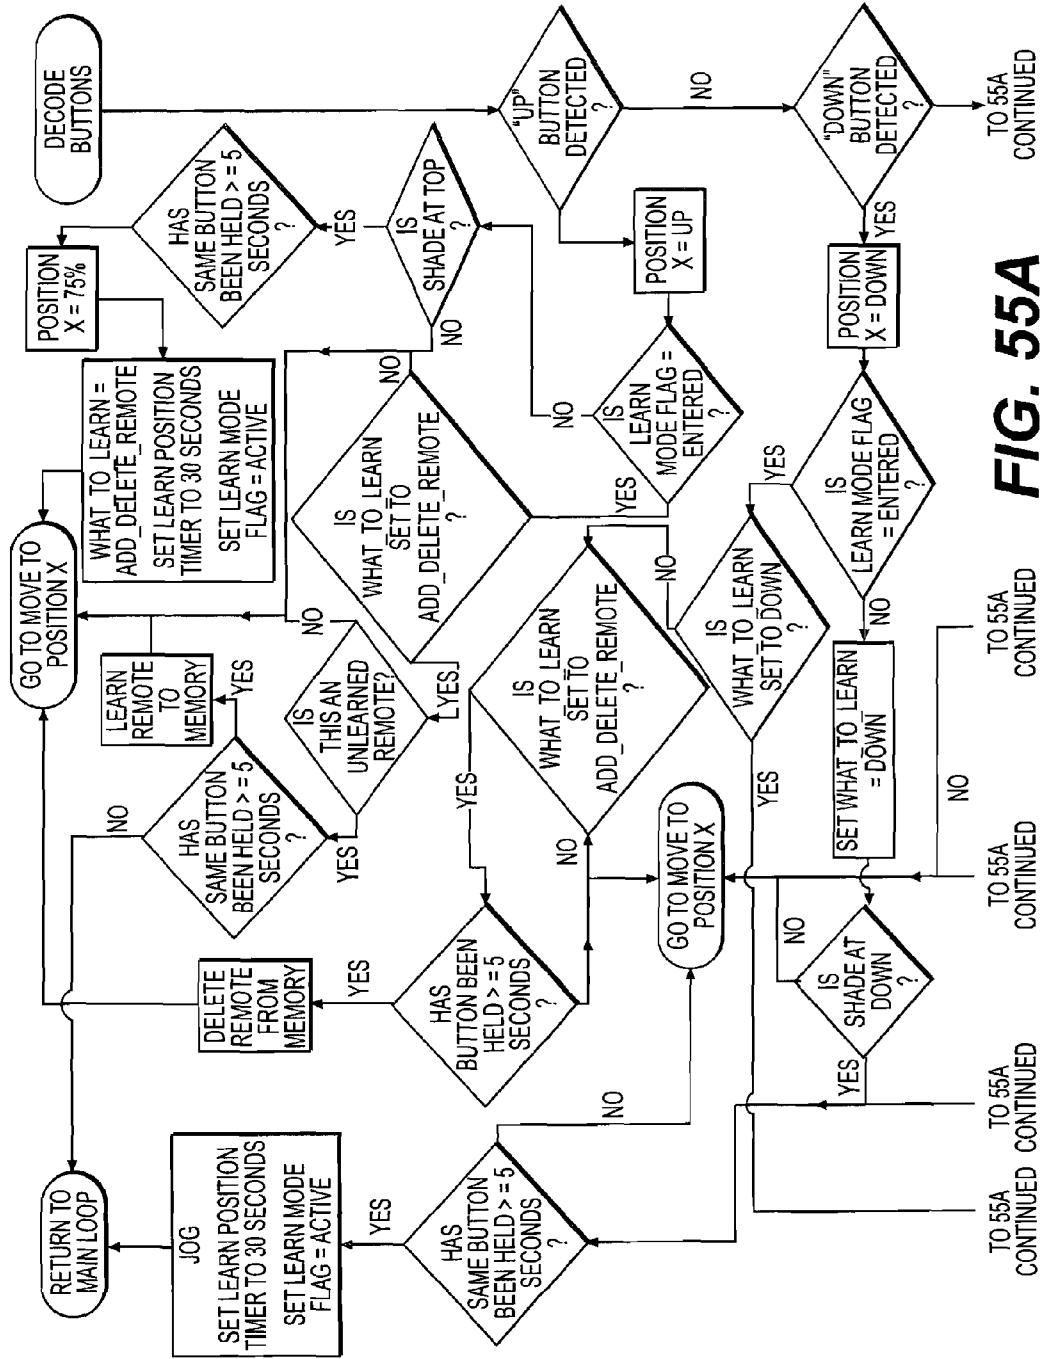 DECODE
BUTTONS
"UP"
BUTTON
DETECTED
?
NO
"DOWN"
BUTTON
DETECTED
?
TO 55A
CONTINUED
HAS
SAME BUTTON
BEEN HELD > = 5
SECONDS
?
YES
IS
SHADE AT TOP
?
NO
POSITION
X = 75%
POSITION
X = UP
YES
POSITION
X = DOWN
WHAT_TO_LEARN =
ADD_DELETE_REMOTE
SET LEARN POSITION
TIMER TO 30 SECONDS
SET LEARN MODE
FLAG = ACTIVE
NO
IS
WHAT_TO_LEARN
SET TO
ADD_DELETE_REMOTE
?
NO
IS
LEARN
MODE FLAG =
ENTERED
?
YES
YES
IS
LEARN MODE FLAG
= ENTERED
?
NO
FIG. 55A
GO TO MOVE TO
POSITION X
LEARN
REMOTE
TO
MEMORY
YES
NO
IS
THIS AN
UNLEARNED
REMOTE?
YES
YES
IS
WHAT_TO_LEARN
SET TO
ADD_DELETE_REMOTE
?
NO
IS
WHAT_TO_LEARN
SET TO DOWN
?
YES
SET WHAT_TO_LEARN
= DOWN
NO
TO 55A
CONTINUED
NO
HAS
SAME BUTTON
BEEN HELD > = 5
SECONDS
?
YES
YES
NO
GO TO MOVE TO
POSITION X
NO
TO 55A
CONTINUED
DELETE
REMOTE
FROM
MEMORY
YES
HAS
BUTTON BEEN
HELD > = 5
SECONDS
?
NO
IS
SHADE AT
DOWN
?
YES
TO 55A
CONTINUED
RETURN TO
MAIN LOOP
JOG
SET LEARN POSITION
TIMER TO 30 SECONDS
SET LEARN MODE
FLAG = ACTIVE
YES
HAS
SAME BUTTON
BEEN HELD > = 5
SECONDS
?
TO 55A
CONTINUED